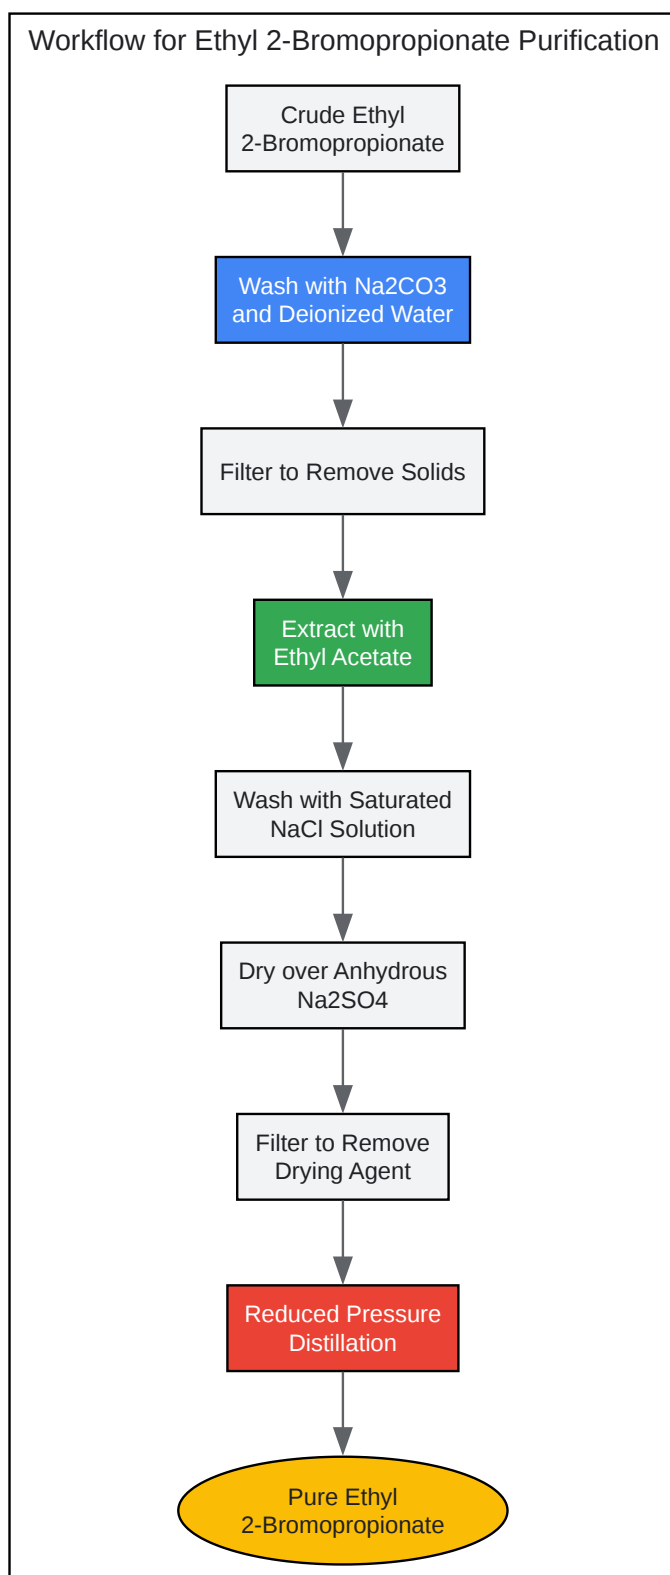 Workflow for Ethyl 2-Bromopropionate Purification
Crude Ethyl
2-Bromopropionate
Wash with Na2CO3
and Deionized Water
Filter to Remove Solids
Extract with
Ethyl Acetate
Wash with Saturated
NaCl Solution
Dry over Anhydrous
Na2SO4
Filter to Remove
Drying Agent
Reduced Pressure
Distillation
Pure Ethyl
2-Bromopropionate